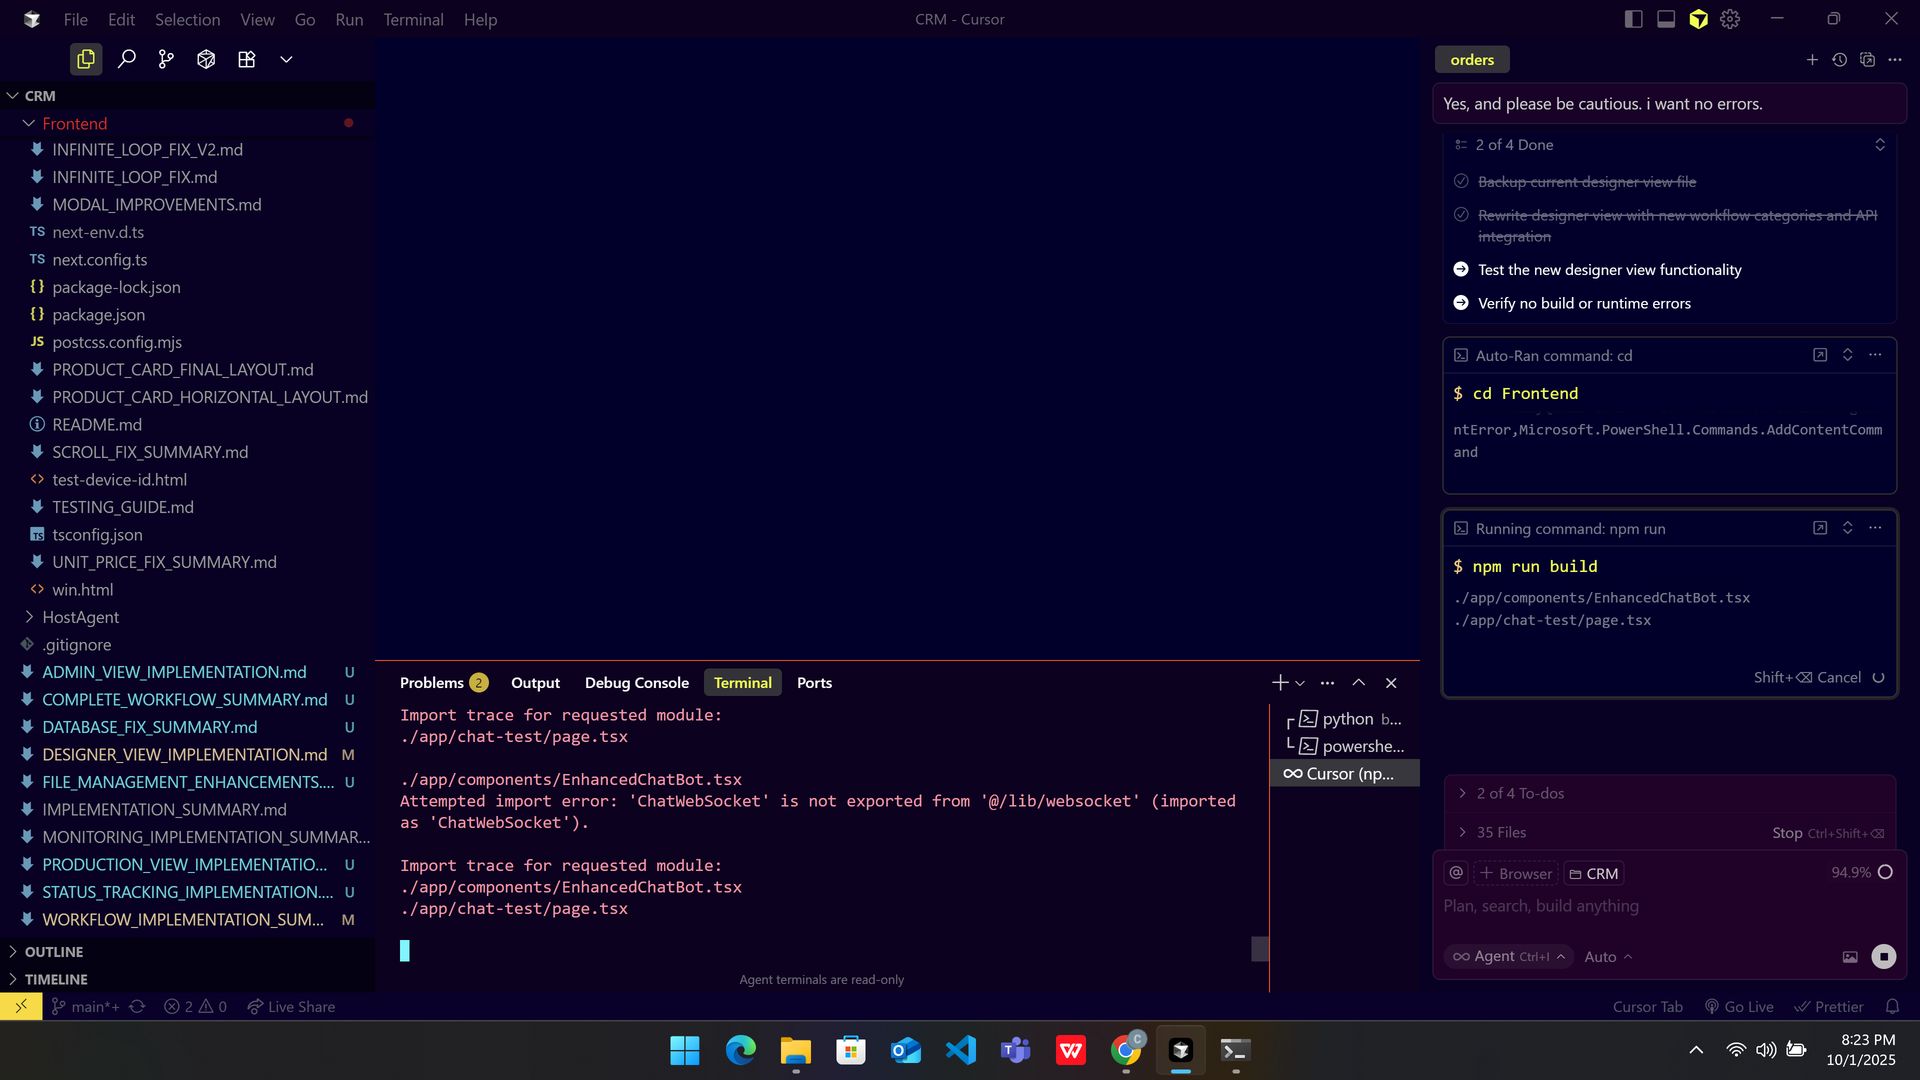 File Edit Selection View Go Run Terminal Help
CRM - Cursor
CRM
Frontend
INFINITE_LOOP_FIX_V2.md
INFINITE_LOOP_FIX.md
MODAL_IMPROVEMENTS.md
TS next-env.d.ts
TS next.config.ts
{} package-lock.json
{} package.json
JS postcss.config.mjs
PRODUCT_CARD_FINAL_LAYOUT.md
PRODUCT_CARD_HORIZONTAL_LAYOUT.md
README.md
SCROLL_FIX_SUMMARY.md
<> test-device-id.html
TESTING_GUIDE.md
TS tsconfig.json
UNIT_PRICE_FIX_SUMMARY.md
<> win.html
HostAgent
.gitignore
ADMIN_VIEW_IMPLEMENTATION.md U
COMPLETE_WORKFLOW_SUMMARY.md U
DATABASE_FIX_SUMMARY.md U
DESIGNER_VIEW_IMPLEMENTATION.md M
FILE_MANAGEMENT_ENHANCEMENTS.... U
IMPLEMENTATION_SUMMARY.md
MONITORING_IMPLEMENTATION_SUMMAR...
PRODUCTION_VIEW_IMPLEMENTATIO... U
STATUS_TRACKING_IMPLEMENTATION.... U
WORKFLOW_IMPLEMENTATION_SUM... M
OUTLINE
TIMELINE
Problems 2 Output Debug Console Terminal Ports
Import trace for requested module:
./app/chat-test/page.tsx
./app/components/EnhancedChatBot.tsx
Attempted import error: 'ChatWebSocket' is not exported from '@/lib/websocket' (imported
as 'ChatWebSocket').
Import trace for requested module:
./app/components/EnhancedChatBot.tsx
./app/chat-test/page.tsx
Agent terminals are read-only
python b...
powershe...
Cursor (np...
orders
Yes, and please be cautious. i want no errors.
2 of 4 Done
Backup current designer view file
Rewrite designer view with new workflow categories and API
integration
Test the new designer view functionality
Verify no build or runtime errors
Auto-Ran command: cd
$ cd Frontend
ntError,Microsoft.PowerShell.Commands.AddContentComm
and
Running command: npm run
$ npm run build
./app/components/EnhancedChatBot.tsx
./app/chat-test/page.tsx
Shift+⌫ Cancel
2 of 4 To-dos
35 Files Stop Ctrl+Shift+⌫
@ + Browser CRM 94.9%
Plan, search, build anything
∞ Agent Ctrl+I Auto
main*+ 2 0 Live Share
Cursor Tab Go Live Prettier
8:23 PM
10/1/2025